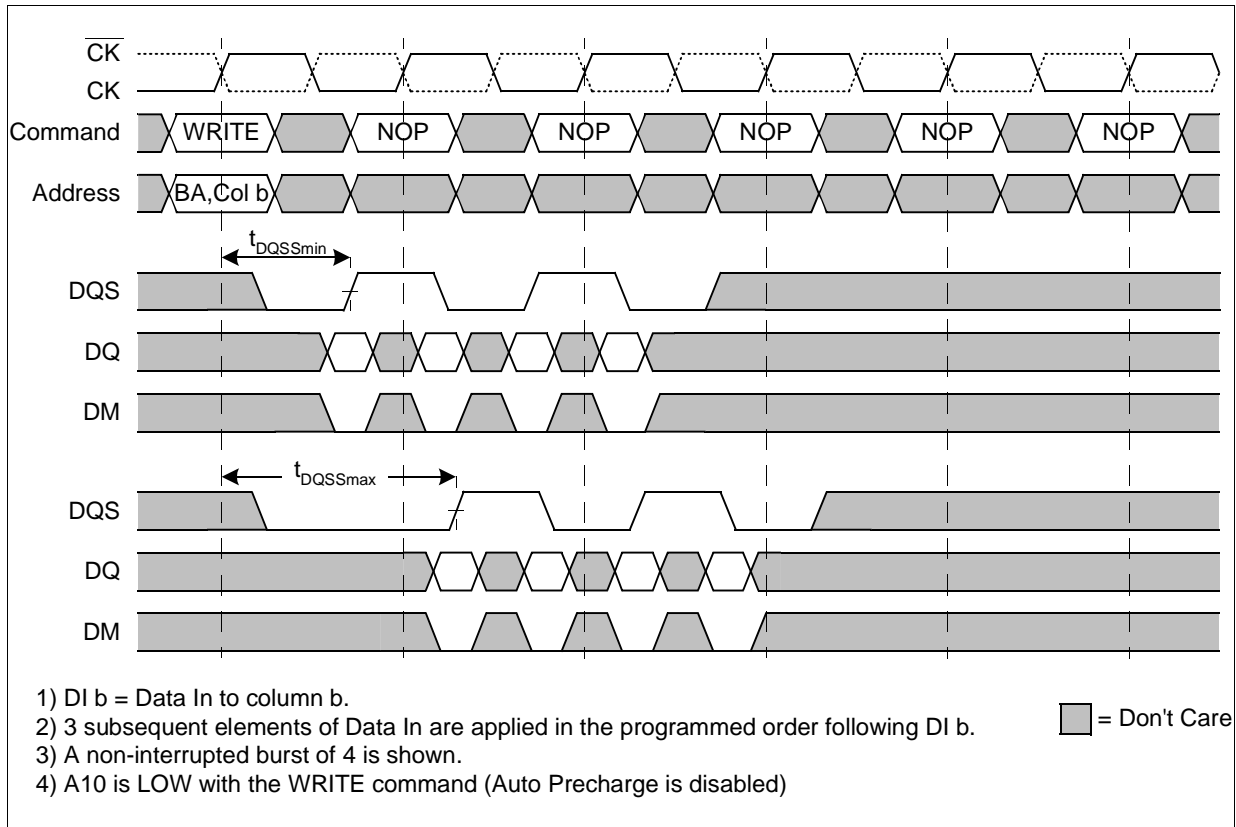 CK
CK
Command WRITE NOP NOP NOP NOP NOP
Address BA,Col b
tDQSSmin
DQS
DQ
DM
tDQSSmax
DQS
DQ
DM
1) DI b = Data In to column b.
2) 3 subsequent elements of Data In are applied in the programmed order following DI b.
= Don't Care
3) A non-interrupted burst of 4 is shown.
4) A10 is LOW with the WRITE command (Auto Precharge is disabled)